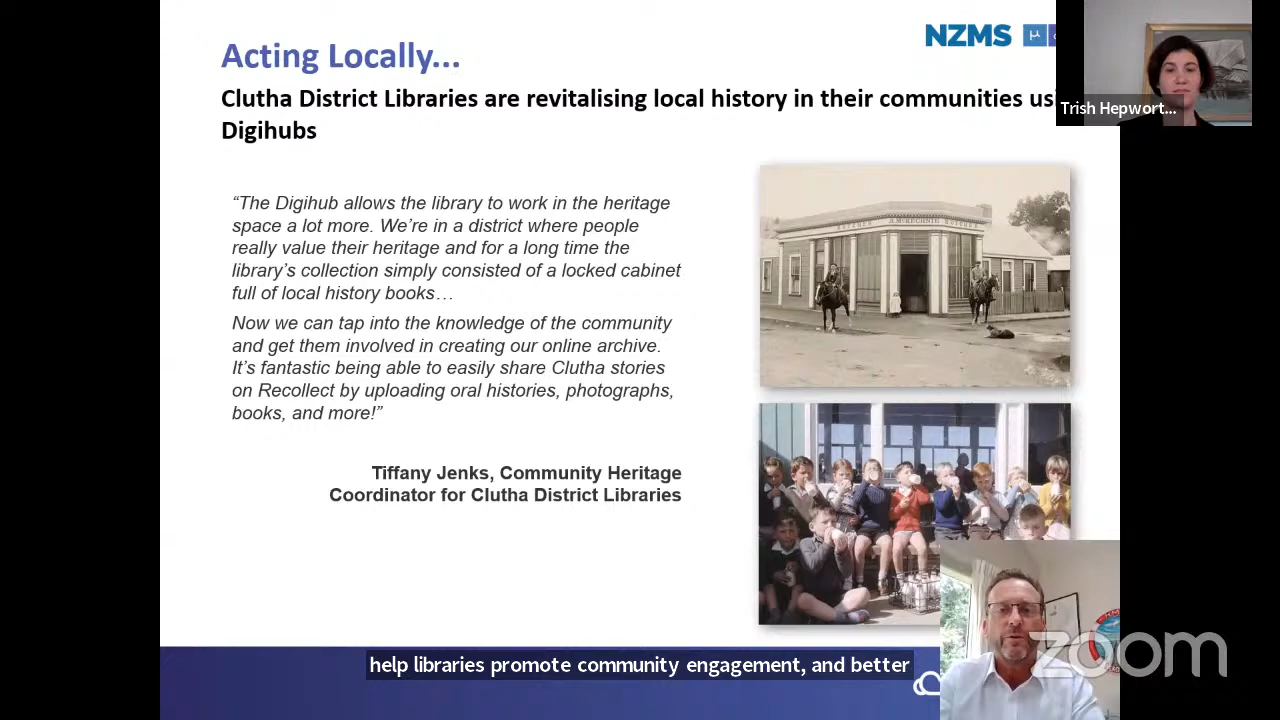 Acting Locally...
NZMS
μ
Clutha District Libraries are revitalising local history in their communities usi
Digihubs
Trish Hepwort...
“The Digihub allows the library to work in the heritage
space a lot more. We’re in a district where people
really value their heritage and for a long time the
library’s collection simply consisted of a locked cabinet
full of local history books…
Now we can tap into the knowledge of the community
and get them involved in creating our online archive.
It’s fantastic being able to easily share Clutha stories
on Recollect by uploading oral histories, photographs,
books, and more!”
Tiffany Jenks, Community Heritage
Coordinator for Clutha District Libraries
help libraries promote community engagement, and better
zoom